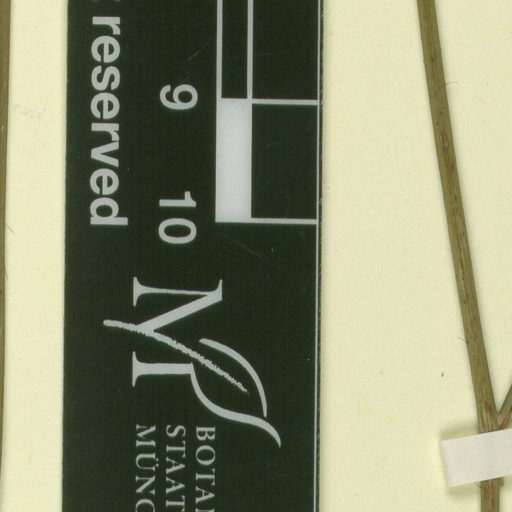 reserved
9 10
BOTA
STAAT
MÜNC